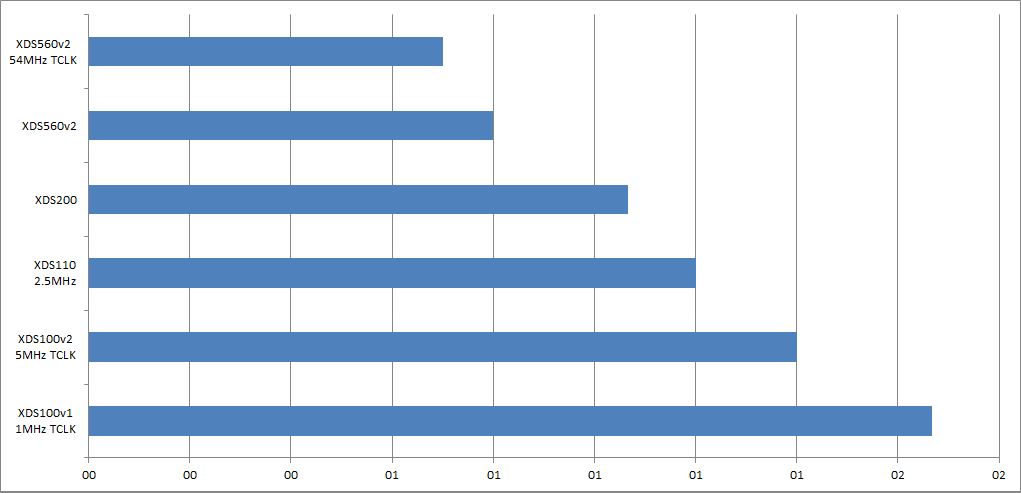 XDS560v2
54MHz TCLK
XDS560v2
XDS200
XDS110
2.5MHz
XDS100v2
5MHz TCLK
XDS100v1
1MHz TCLK
00 00 00 01 01 01 01 01 02 02